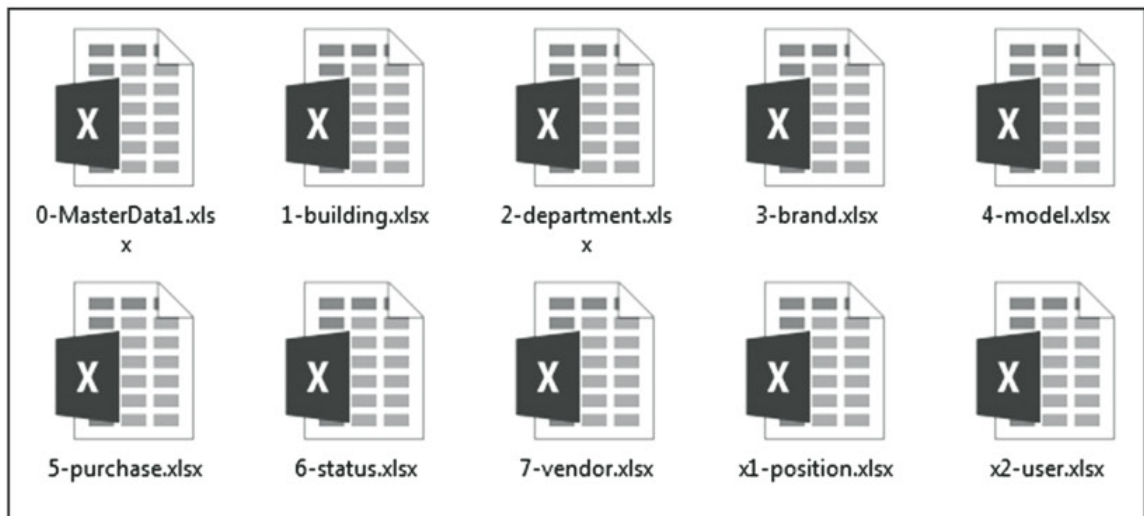 X X X X X
0-MasterData1.xls 1-building.xlsx 2-department.xls 3-brand.xlsx 4-model.xlsx
x x
X X X X X
5-purchase.xlsx 6-status.xlsx 7-vendor.xlsx x1-position.xlsx x2-user.xlsx